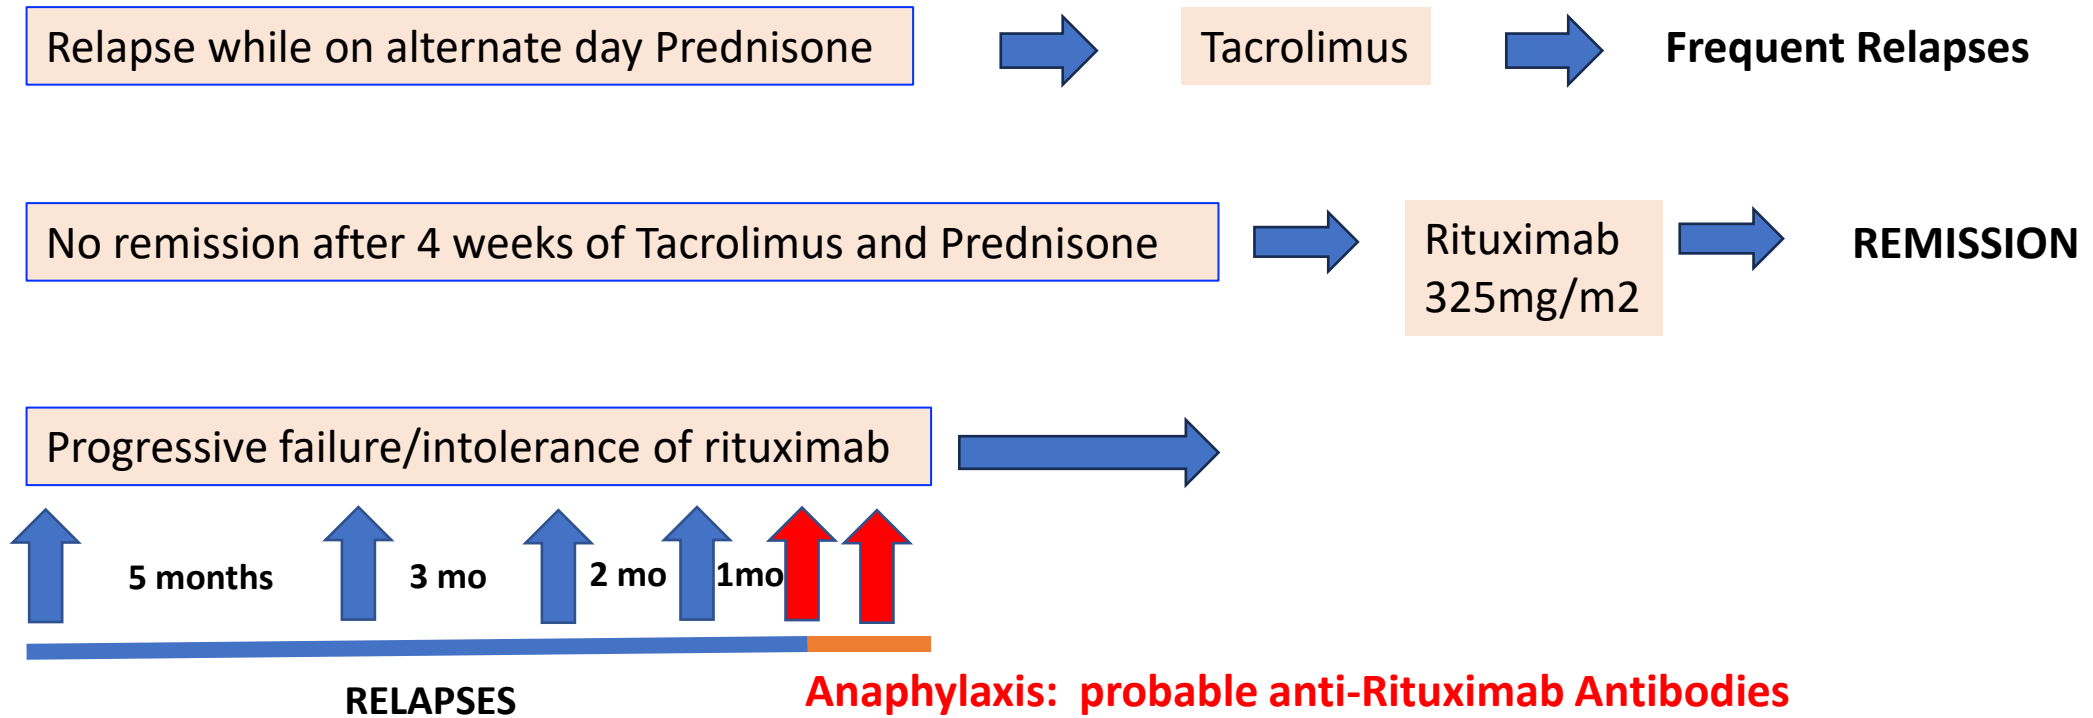 Relapse while on alternate day Prednisone
Tacrolimus
Frequent Relapses
No remission after 4 weeks of Tacrolimus and Prednisone
Rituximab
325mg/m2
REMISSION
Progressive failure/intolerance of rituximab
5 months
3 mo
2 mo
1mo
RELAPSES
Anaphylaxis: probable anti-Rituximab Antibodies